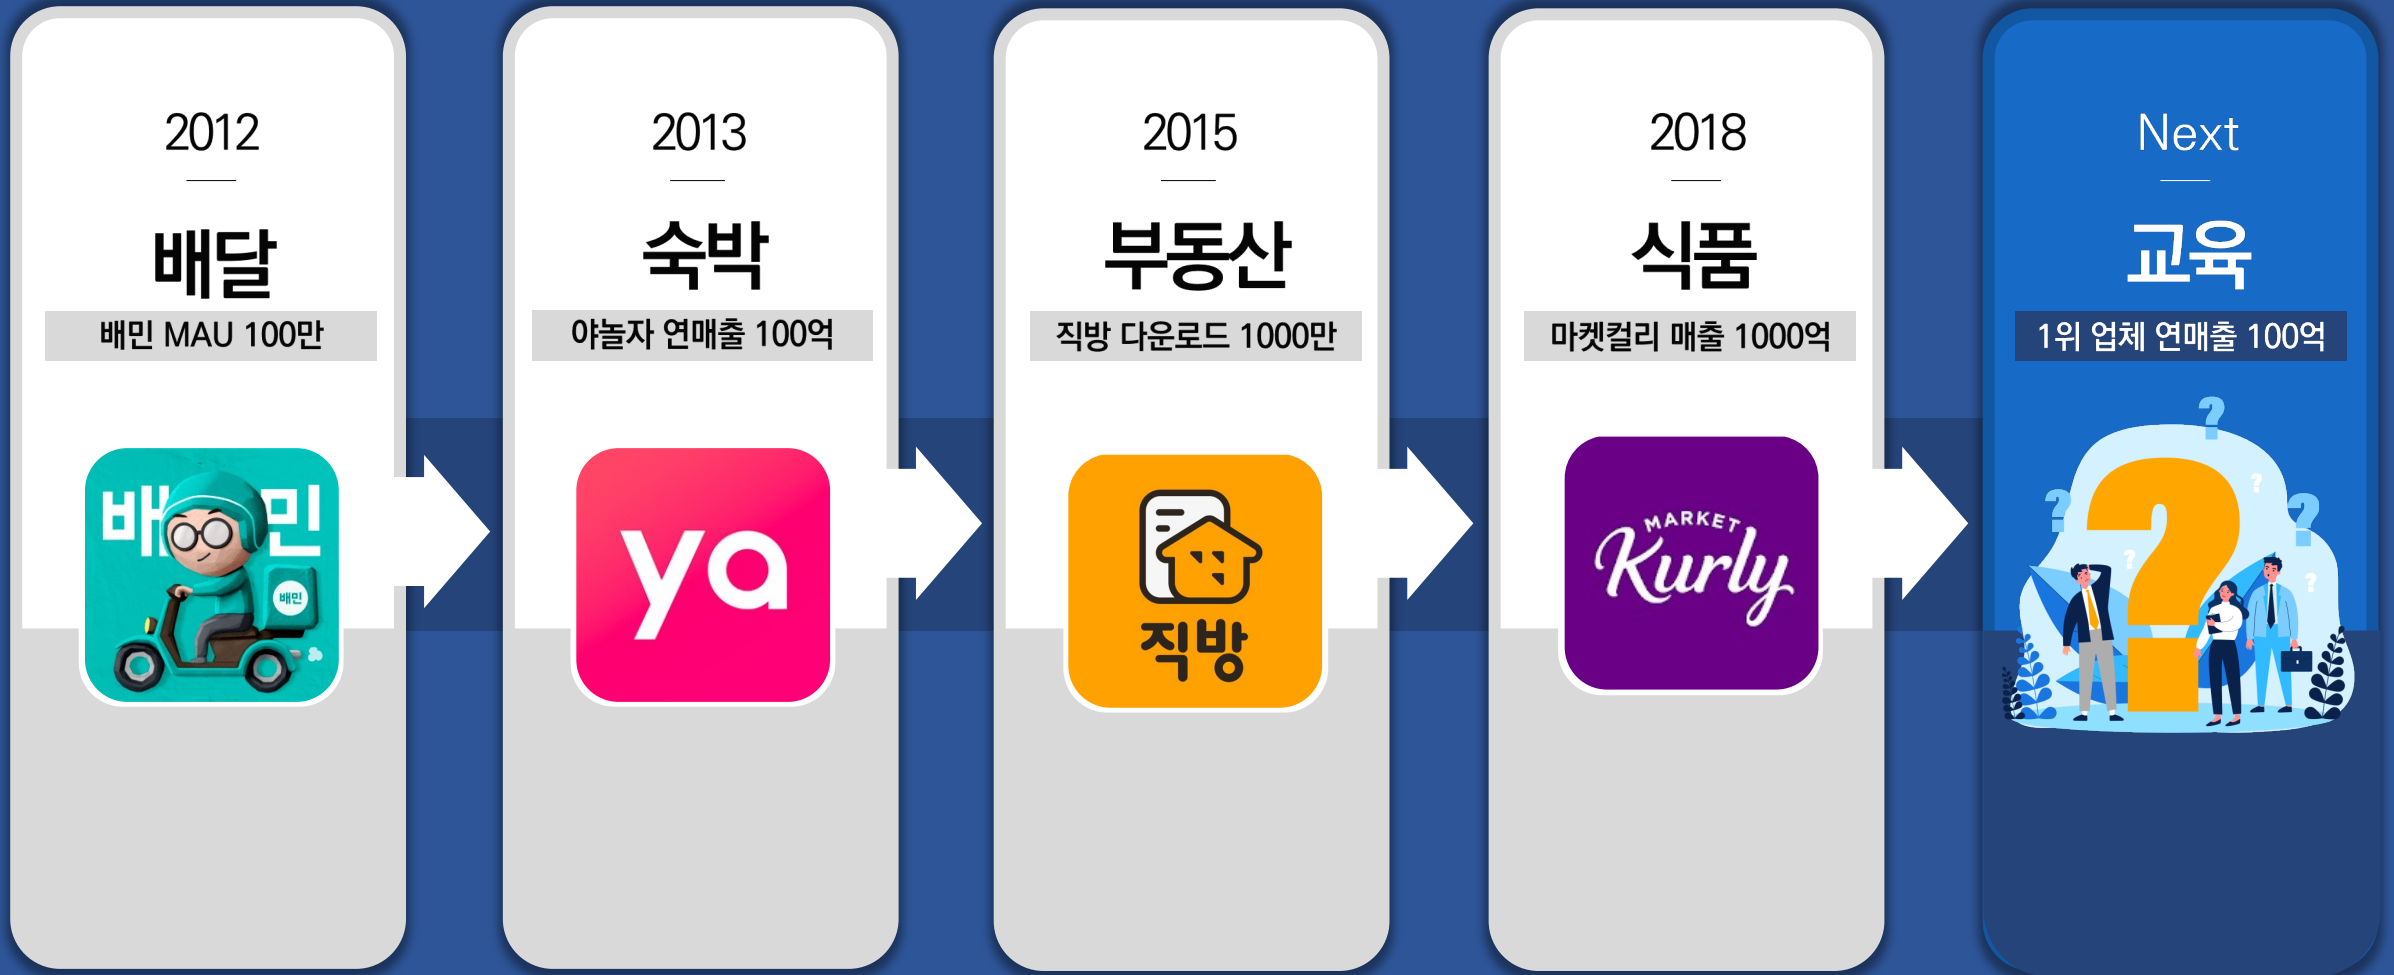 2012
배달
배민 MAU 100만
배민
배민
2013
숙박
야놀자 연매출 100억
ya
2015
부동산
직방 다운로드 1000만
직방
2018
식품
마켓컬리 매출 1000억
MARKET
Kurly
Next
교육
1위 업체 연매출 100억
?
?
?
?
?
?
?